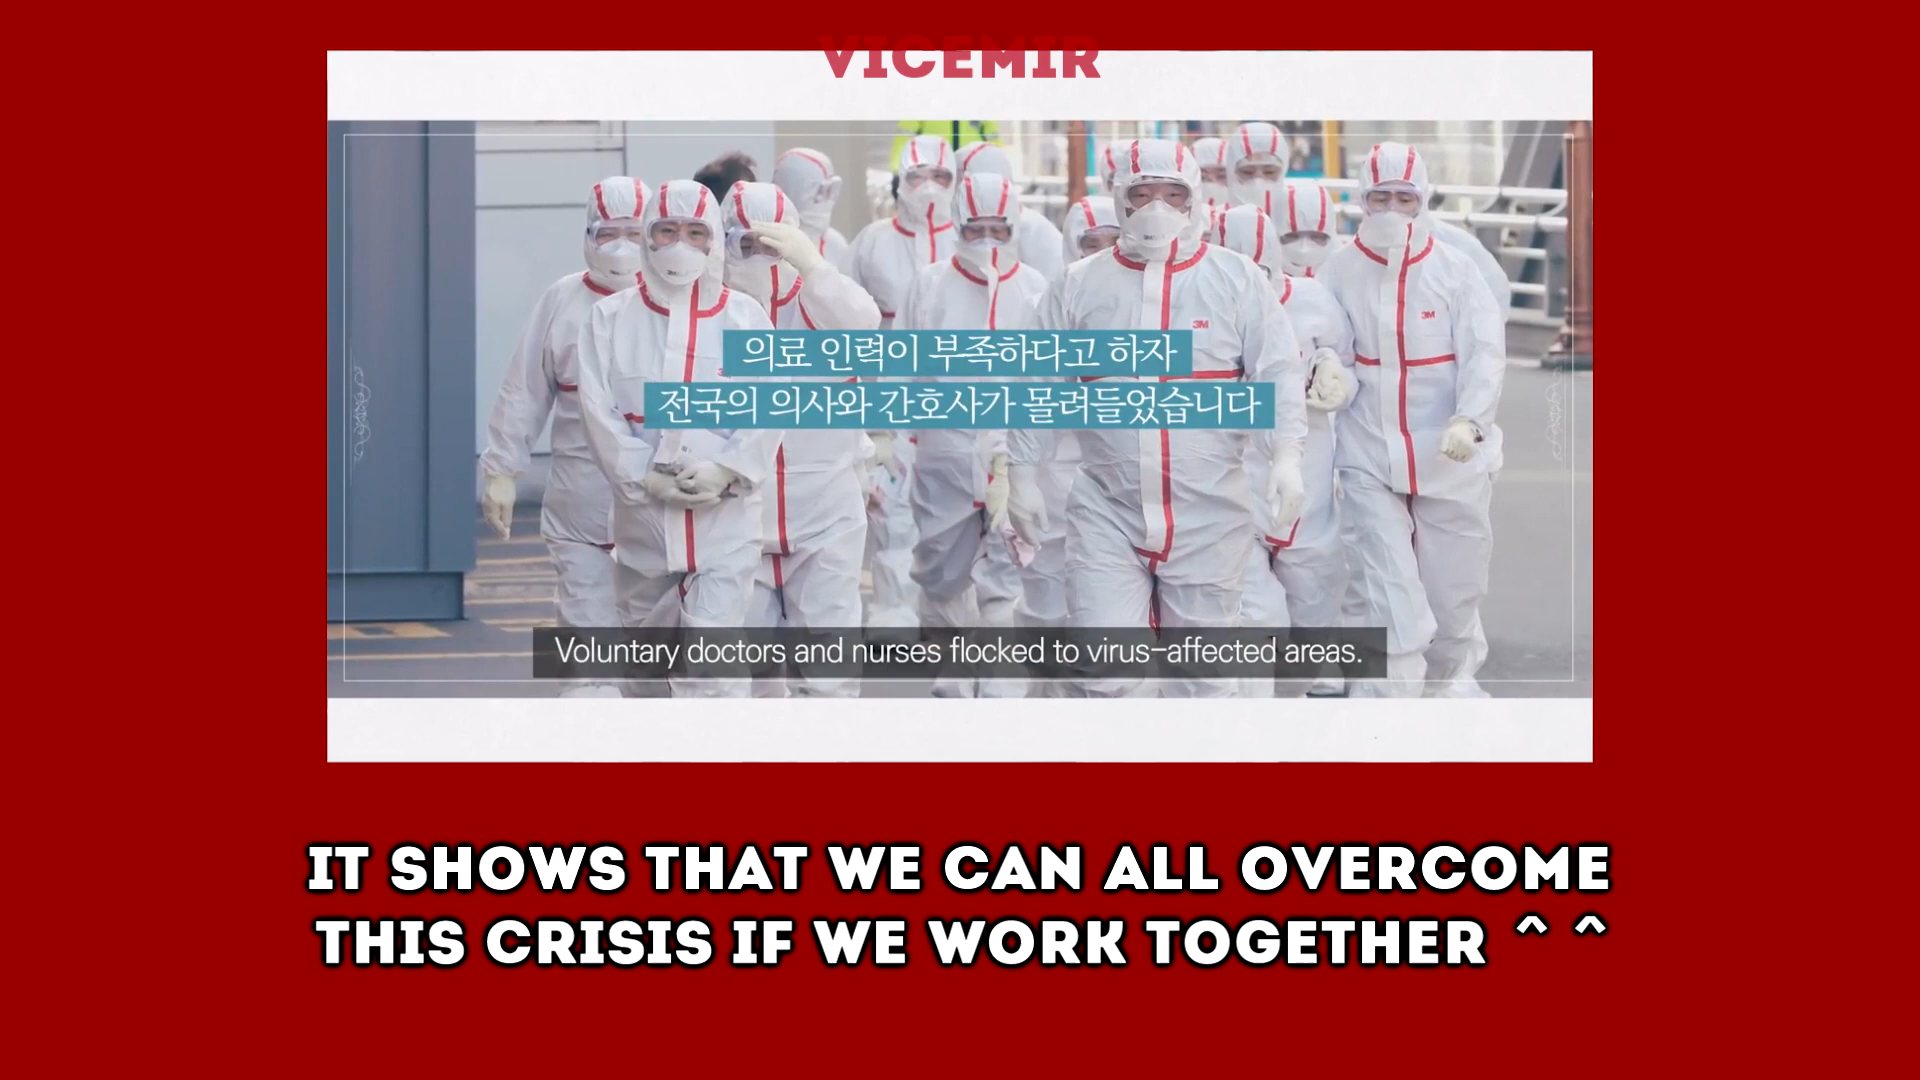 VICEMIR
3M
3M
의료 인력이 부족하다고 하자
전국의 의사와 간호사가 몰려들었습니다
Voluntary doctors and nurses flocked to virus-affected areas.
IT SHOWS THAT WE CAN ALL OVERCOME
THIS CRISIS IF WE WORK TOGETHER ^ ^